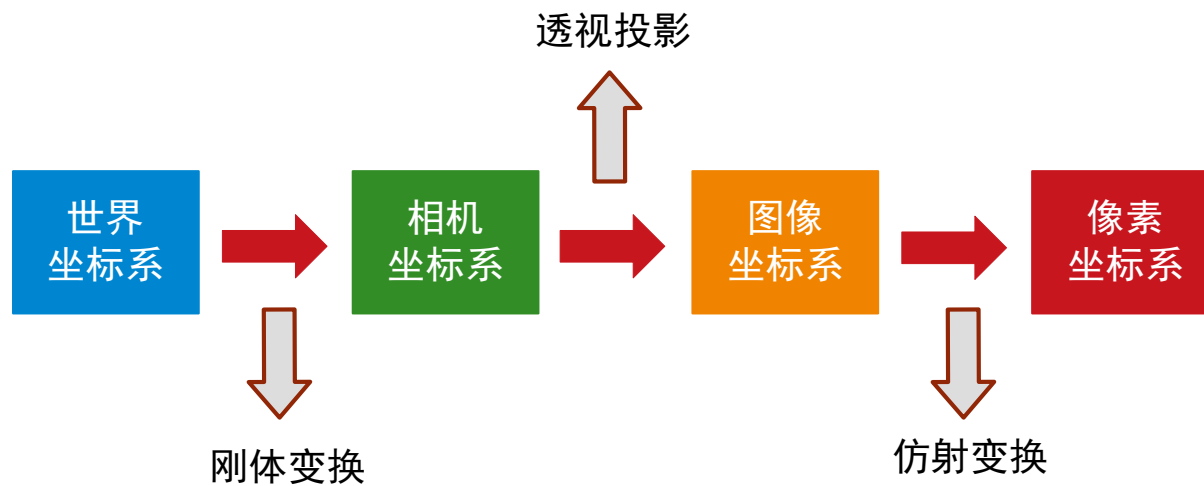 透视投影
世界
坐标系
相机
坐标系
图像
坐标系
像素
坐标系
刚体变换
仿射变换